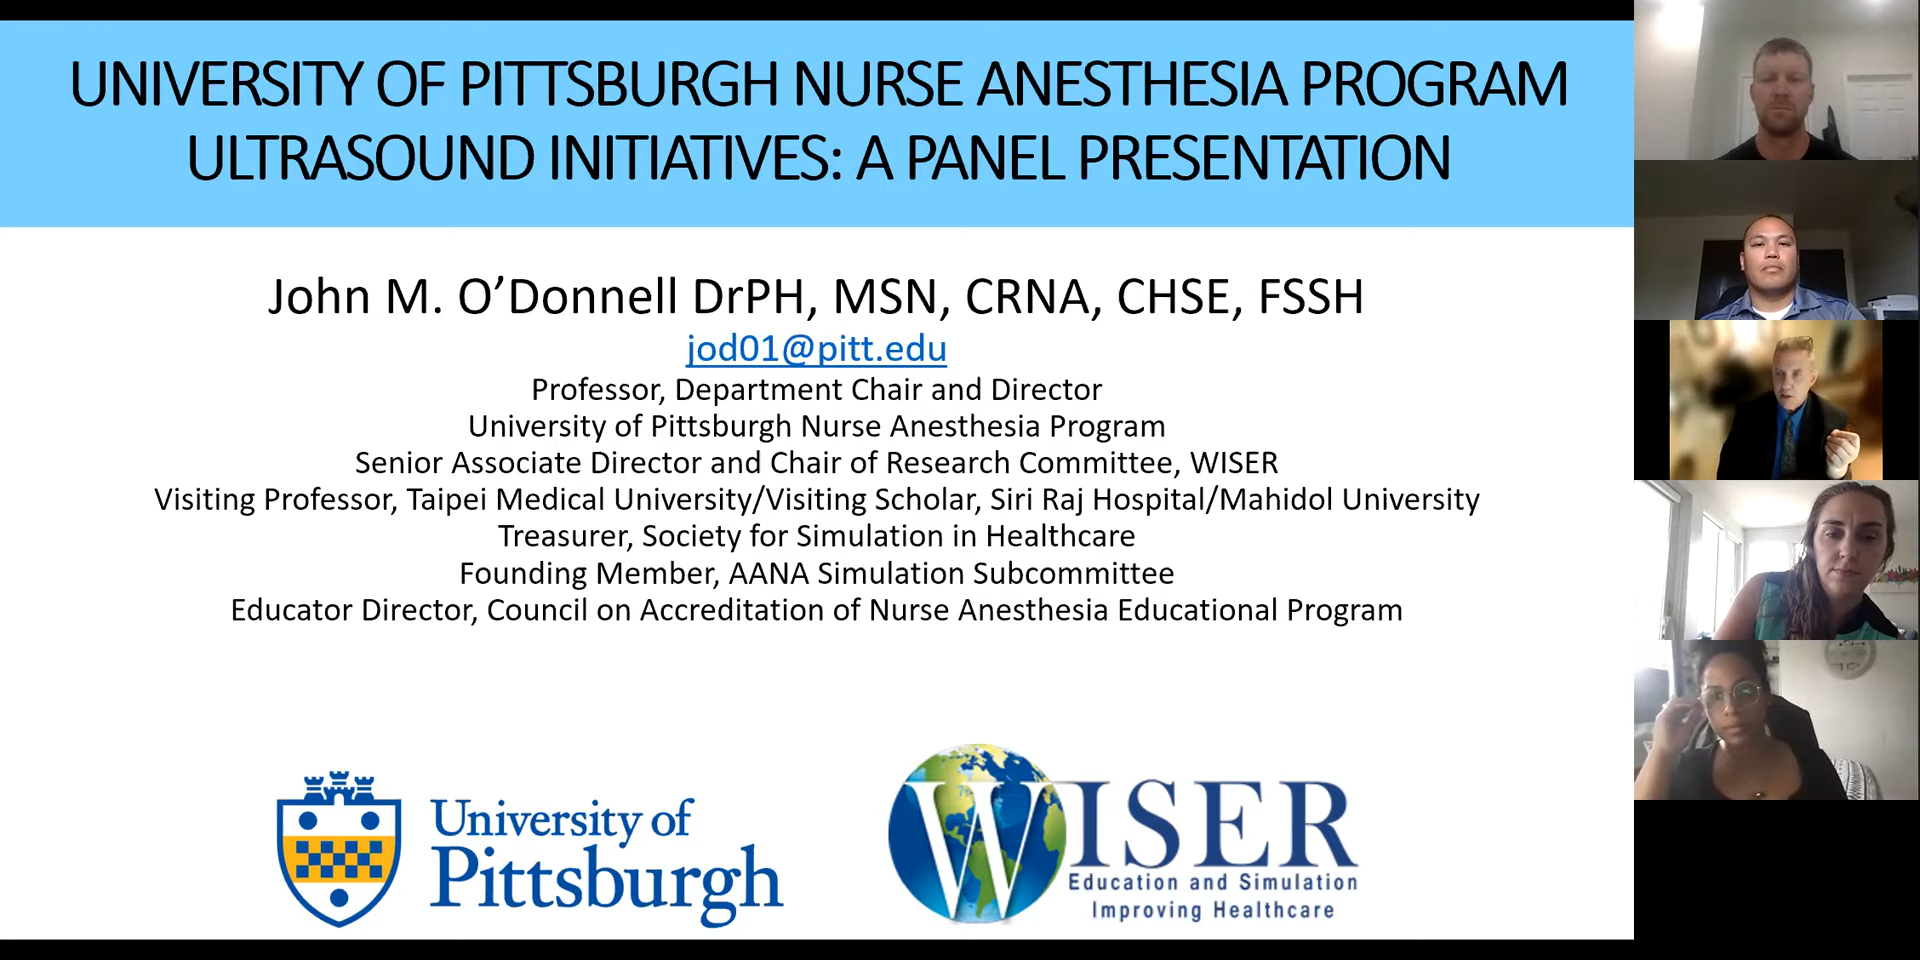 UNIVERSITY OF PITTSBURGH NURSE ANESTHESIA PROGRAM
ULTRASOUND INITIATIVES: A PANEL PRESENTATION
John M. O’Donnell DrPH, MSN, CRNA, CHSE, FSSH
jod01@pitt.edu
Professor, Department Chair and Director
University of Pittsburgh Nurse Anesthesia Program
Senior Associate Director and Chair of Research Committee, WISER
Visiting Professor, Taipei Medical University/Visiting Scholar, Siri Raj Hospital/Mahidol University
Treasurer, Society for Simulation in Healthcare
Founding Member, AANA Simulation Subcommittee
Educator Director, Council on Accreditation of Nurse Anesthesia Educational Program
University of
Pittsburgh
WISER
Education and Simulation
Improving Healthcare